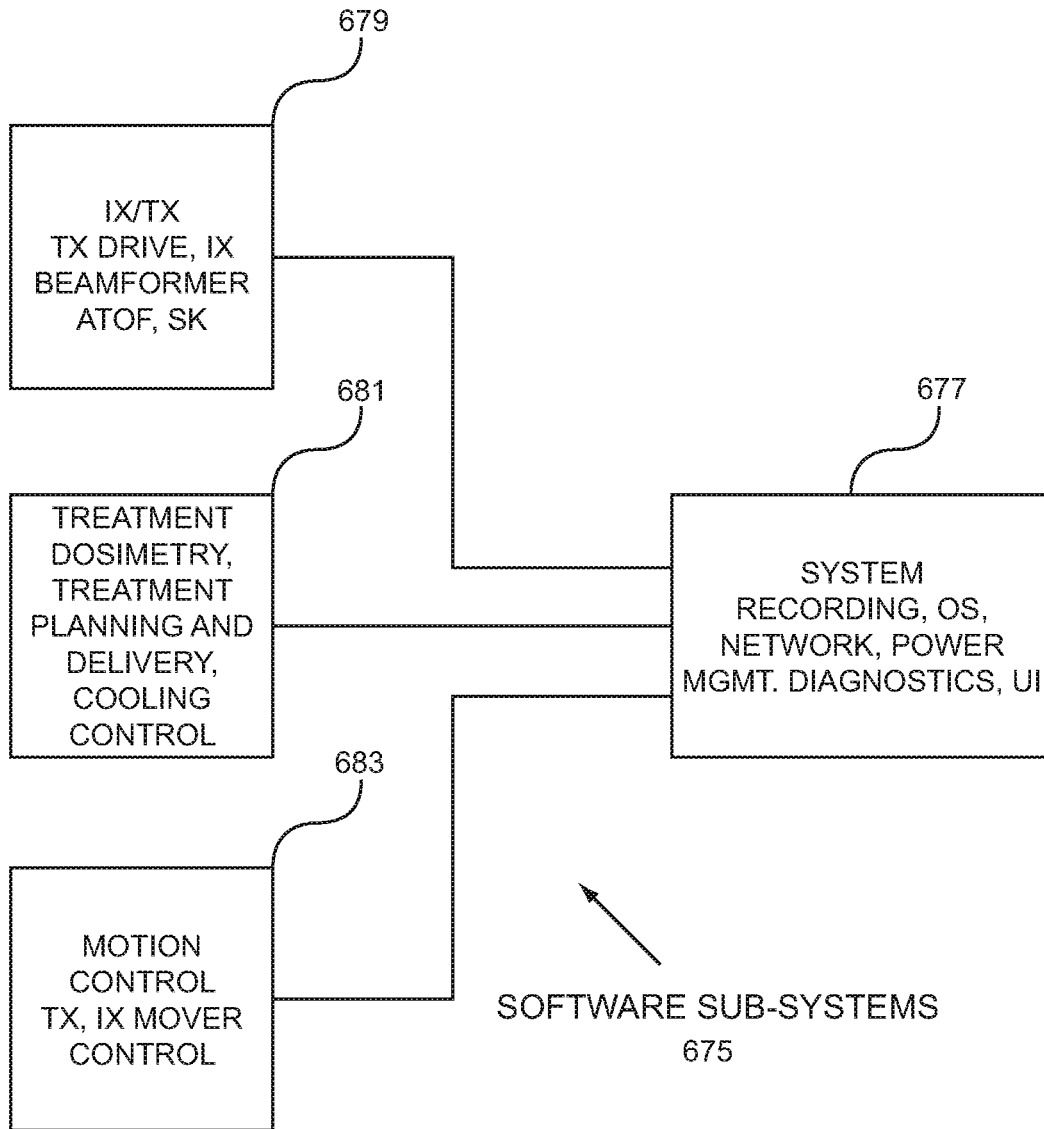 679
IX/TX
TX DRIVE, IX
BEAMFORMER
ATOF, SK
681
TREATMENT
DOSIMETRY,
TREATMENT
PLANNING AND
DELIVERY,
COOLING
CONTROL
677
SYSTEM
RECORDING, OS,
NETWORK, POWER
MGMT. DIAGNOSTICS, UI
683
MOTION
CONTROL
TX, IX MOVER
CONTROL
SOFTWARE SUB-SYSTEMS
675